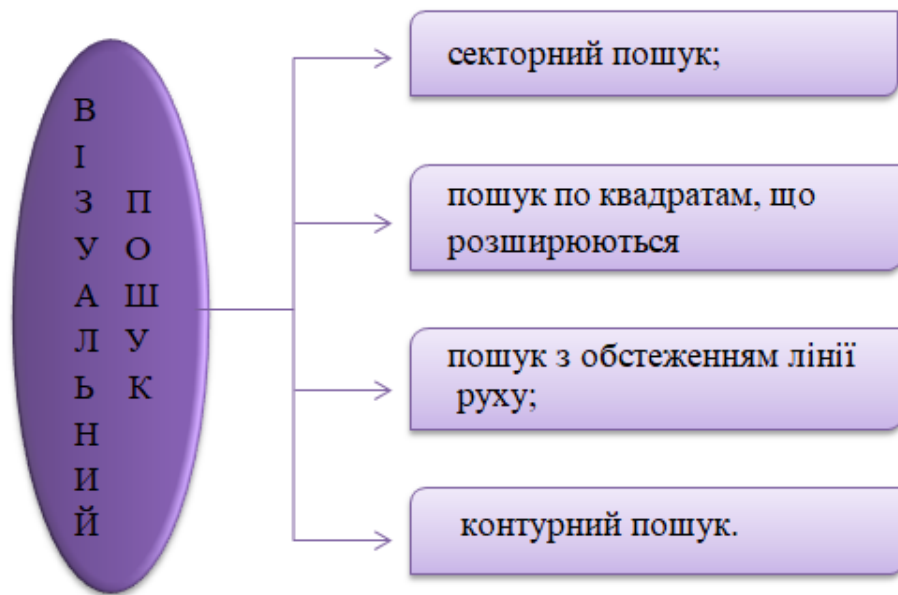 ВІЗУАЛЬНИЙ
ПОШУК
секторний пошук;
пошук по квадратам, що
розширюються
пошук з обстеженням лінії
руху;
контурний пошук.